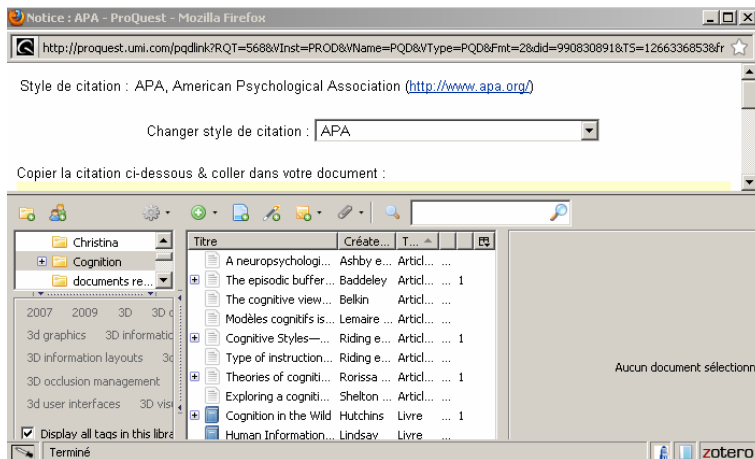 Notice : APA - ProQuest - Mozilla Firefox
http://proquest.umi.com/pqdlink?RQT=568&VInst=PROD&VName=PQD&VType=PQD&Fmt=2&did=990830891&TS=1266336853&fr
Style de citation : APA, American Psychological Association (http://www.apa.org/)
Changer style de citation : APA
Copier la citation ci-dessous & coller dans votre document :
Christina
Cognition
documents re...
Titre Créate... T...
A neuropsychologi... Ashby e... Articl... ...
The episodic buffer... Baddeley Articl... ... 1
The cognitive view... Belkin Articl... ...
Modèles cognitifs is... Lemaire ... Articl... ...
Cognitive Styles—... Riding e... Articl... ... 1
Type of instruction... Riding e... Articl... ...
Theories of cogniti... Rorissa ... Articl... ... 1
Exploring a cogniti... Shelton ... Articl... ...
Cognition in the Wild Hutchins Livre ... 1
Human Information... Lindsay Livre ...
2007 2009 3D 3D c
3d graphics 3D informatic
3D information layouts 3c
3D occlusion management
3d user interfaces 3D visu
Display all tags in this libra
Aucun document sélectionn
Terminé
zotero